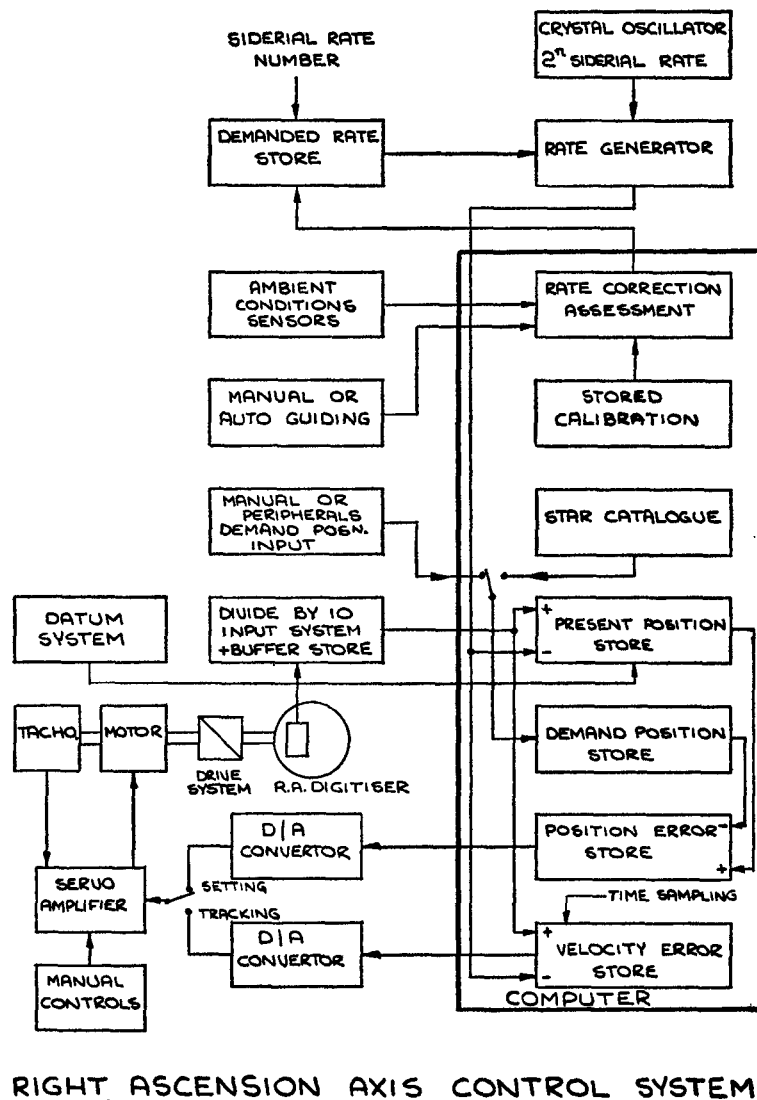 SIDERIAL RATE
NUMBER
CRYSTAL OSCILLATOR
2ⁿ SIDERIAL RATE
DEMANDED RATE
STORE
RATE GENERATOR
AMBIENT
CONDITIONS
SENSORS
RATE CORRECTION
ASSESSMENT
MANUAL OR
AUTO GUIDING
STORED
CALIBRATION
MANUAL OR
PERIPHERALS
DEMAND POSN.
INPUT
STAR CATALOGUE
DATUM
SYSTEM
DIVIDE BY 10
INPUT SYSTEM
+BUFFER STORE
+
PRESENT POSITION
STORE
-
TACHO.
MOTOR
DRIVE
SYSTEM
R.A. DIGITISER
DEMAND POSITION
STORE
D/A
CONVERTOR
POSITION ERROR
STORE
-
+
SERVO
AMPLIFIER
SETTING
TRACKING
TIME SAMPLING
D/A
CONVERTOR
+
VELOCITY ERROR
STORE
-
MANUAL
CONTROLS
COMPUTER
RIGHT ASCENSION AXIS CONTROL SYSTEM